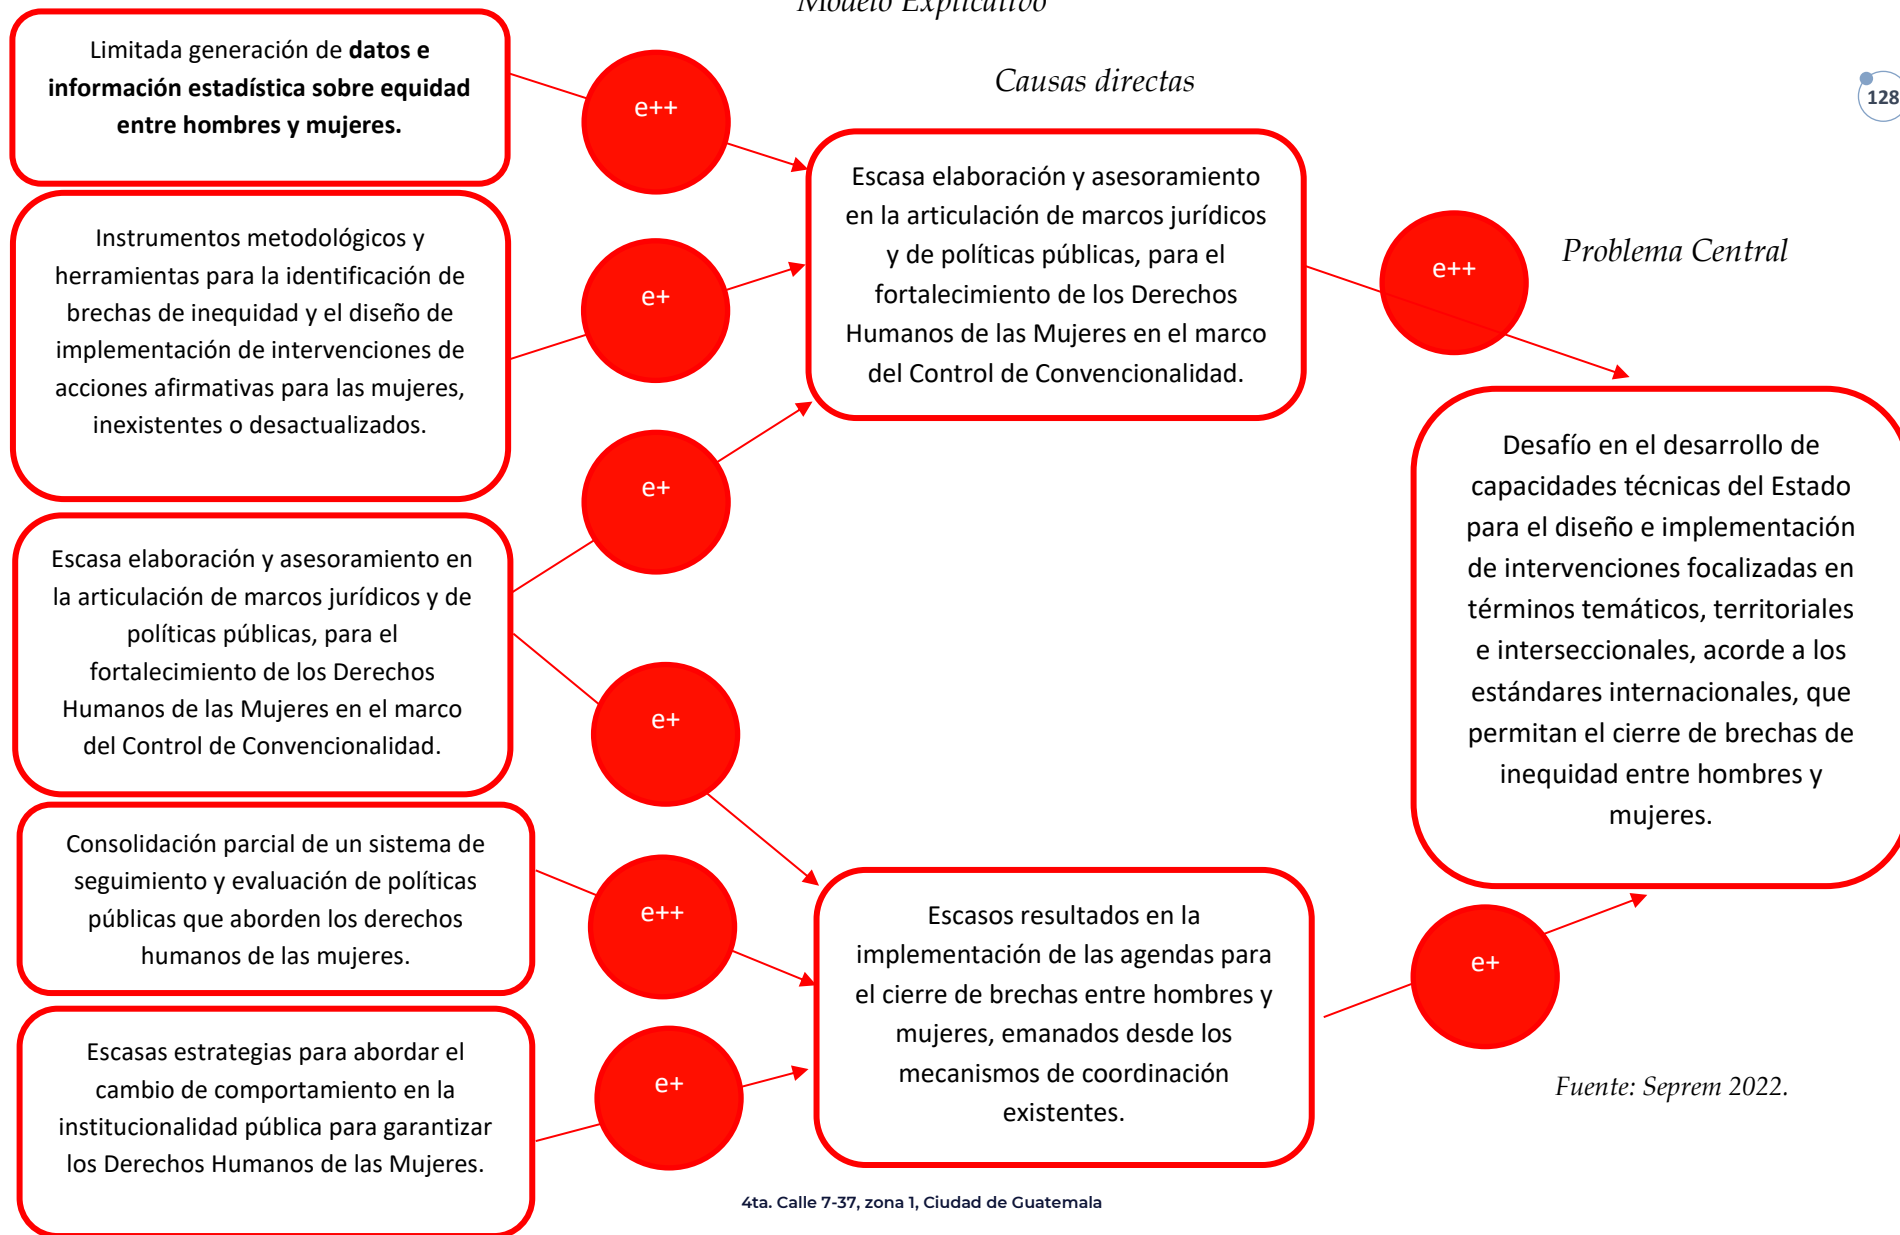 Modelo Explicativo
128
Limitada generación de datos e
información estadística sobre equidad
entre hombres y mujeres.
e++
Instrumentos metodológicos y
herramientas para la identificación de
brechas de inequidad y el diseño de
implementación de intervenciones de
acciones afirmativas para las mujeres,
inexistentes o desactualizados.
e+
Escasa elaboración y asesoramiento en
la articulación de marcos jurídicos y de
políticas públicas, para el
fortalecimiento de los Derechos
Humanos de las Mujeres en el marco
del Control de Convencionalidad.
e+
e+
Consolidación parcial de un sistema de
seguimiento y evaluación de políticas
públicas que aborden los derechos
humanos de las mujeres.
e++
Escasas estrategias para abordar el
cambio de comportamiento en la
institucionalidad pública para garantizar
los Derechos Humanos de las Mujeres.
e+
Causas directas
Escasa elaboración y asesoramiento
en la articulación de marcos jurídicos
y de políticas públicas, para el
fortalecimiento de los Derechos
Humanos de las Mujeres en el marco
del Control de Convencionalidad.
e++
Escasos resultados en la
implementación de las agendas para
el cierre de brechas entre hombres y
mujeres, emanados desde los
mecanismos de coordinación
existentes.
e+
Problema Central
Desafío en el desarrollo de
capacidades técnicas del Estado
para el diseño e implementación
de intervenciones focalizadas en
términos temáticos, territoriales
e interseccionales, acorde a los
estándares internacionales, que
permitan el cierre de brechas de
inequidad entre hombres y
mujeres.
Fuente: Seprem 2022.
4ta. Calle 7-37, zona 1, Ciudad de Guatemala